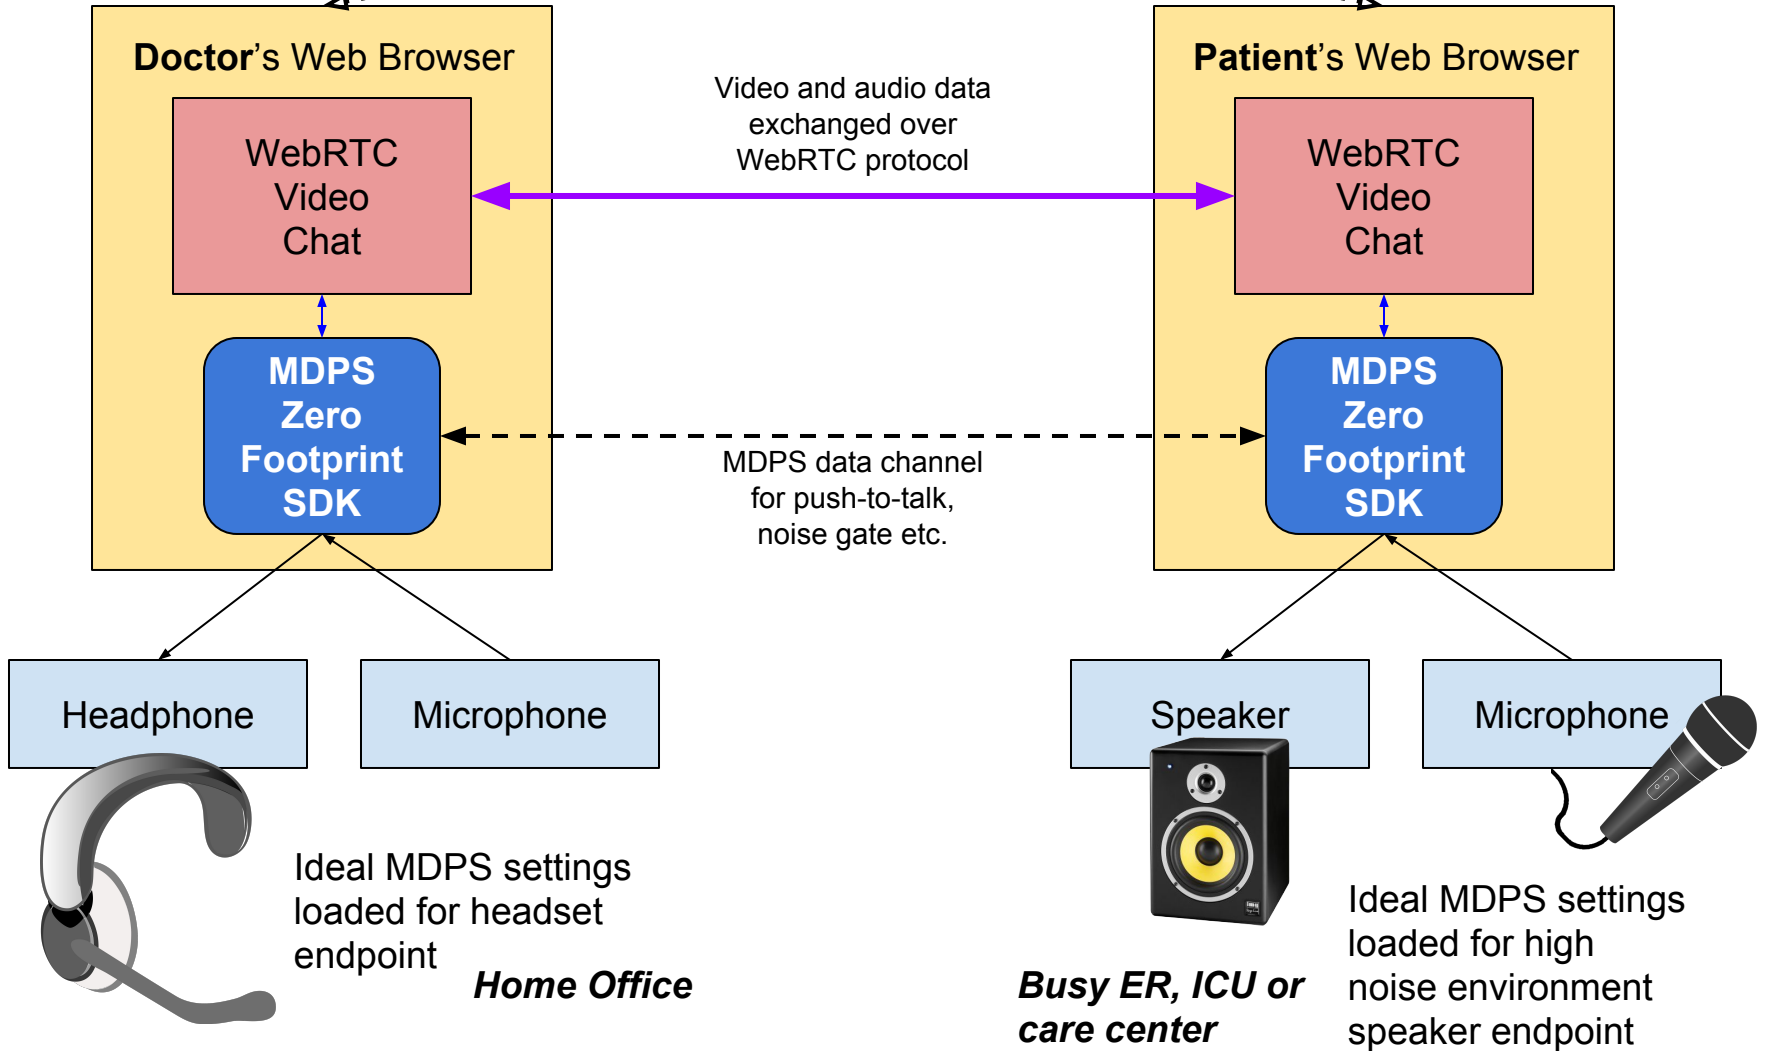 Doctor's Web Browser
WebRTC
Video
Chat
MDPS
Zero
Footprint
SDK
Video and audio data
exchanged over
WebRTC protocol
MDPS data channel
for push-to-talk,
noise gate etc.
Patient's Web Browser
WebRTC
Video
Chat
MDPS
Zero
Footprint
SDK
Headphone
Microphone
Speaker
Microphone
Ideal MDPS settings
loaded for headset
endpoint
Home Office
Busy ER, ICU or
care center
Ideal MDPS settings
loaded for high
noise environment
speaker endpoint